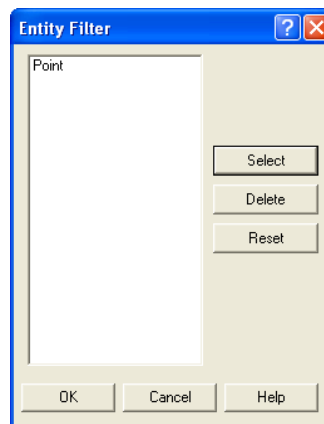 Entity Filter
Point
Select
Delete
Reset
OK Cancel Help